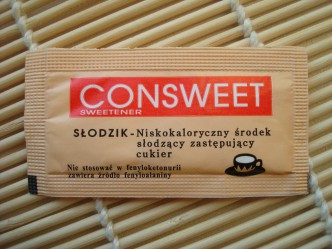 CONSWEET
SWEETENER
SŁODZIK-Niskokaloryczny środek
słodzący zastępujący
cukier
Nie stosować w fenyloketonurii
zawiera źródło fenyloalaniny